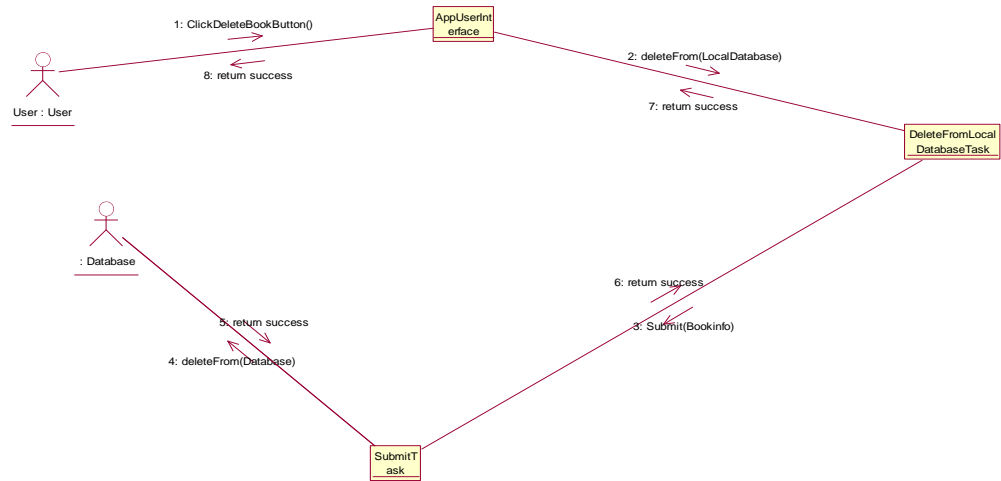 1: ClickDeleteBookButton()
8: return success
User : User
AppUserInt
erface
2: deleteFrom(LocalDatabase)
7: return success
DeleteFromLocal
DatabaseTask
: Database
6: return success
3: Submit(Bookinfo)
5: return success
4: deleteFrom(Database)
SubmitT
ask